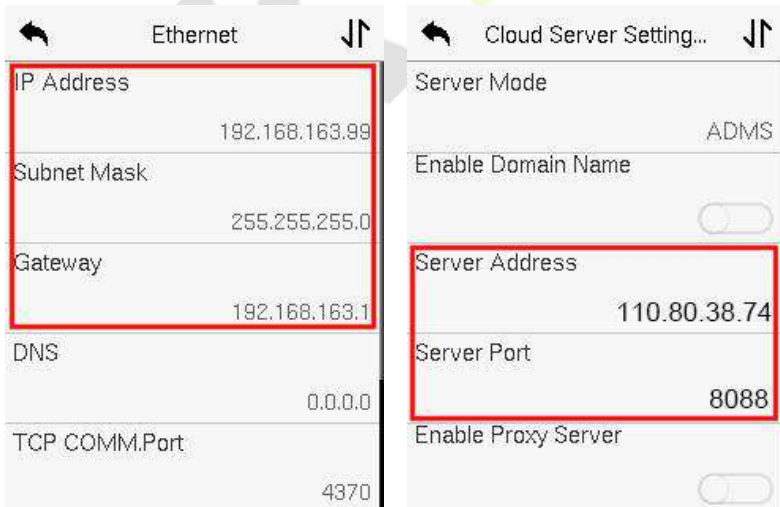 Ethernet
IP Address
192.168.163.99
Subnet Mask
255.255.255.0
Gateway
192.168.163.1
DNS
0.0.0.0
TCP COMM.Port
4370
Cloud Server Setting...
Server Mode
ADMS
Enable Domain Name
Server Address
110.80.38.74
Server Port
8088
Enable Proxy Server